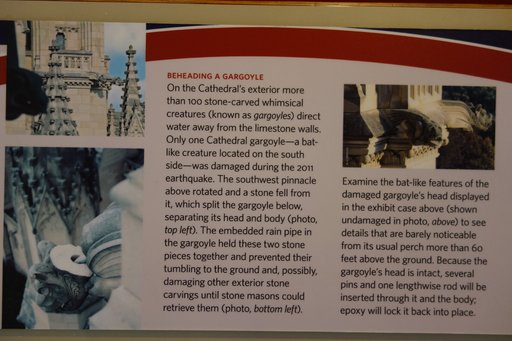 BEHEADING A GARGOYLE
On the Cathedral's exterior more
than 100 stone-carved whimsical
creatures (known as gargoyles) direct
water away from the limestone walls.
Only one Cathedral gargoyle—a bat-
like creature located on the south
side—was damaged during the 2011
earthquake. The southwest pinnacle
above rotated and a stone fell from
it, which split the gargoyle below,
separating its head and body (photo,
top left). The embedded rain pipe in
the gargoyle held these two stone
pieces together and prevented their
tumbling to the ground and, possibly,
damaging other exterior stone
carvings until stone masons could
retrieve them (photo, bottom left).
Examine the bat-like features of the
damaged gargoyle's head displayed
in the exhibit case above (shown
undamaged in photo, above) to see
details that are barely noticeable
from its usual perch more than 60
feet above the ground. Because the
gargoyle's head is intact, several
pins and one lengthwise rod will be
inserted through it and the body;
epoxy will lock it back into place.